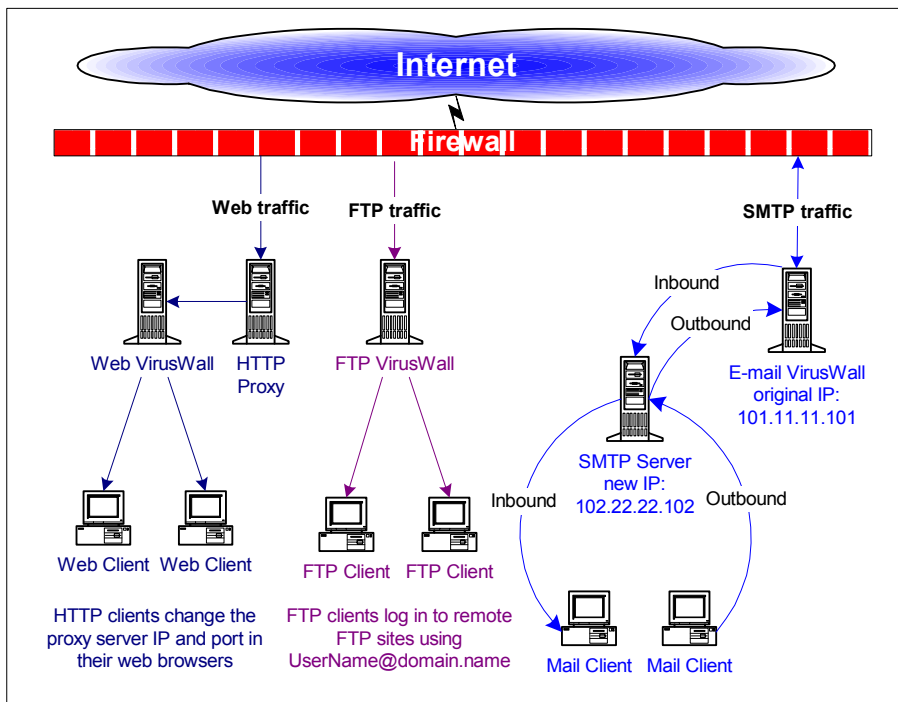 Internet
Firewall
Web traffic
FTP traffic
SMTP traffic
Inbound
Outbound
Web VirusWall
HTTP
Proxy
FTP VirusWall
E-mail VirusWall
original IP:
101.11.11.101
SMTP Server
new IP:
102.22.22.102
Inbound
Outbound
Web Client
Web Client
FTP Client
FTP Client
HTTP clients change the
proxy server IP and port in
their web browsers
FTP clients log in to remote
FTP sites using
UserName@domain.name
Mail Client
Mail Client